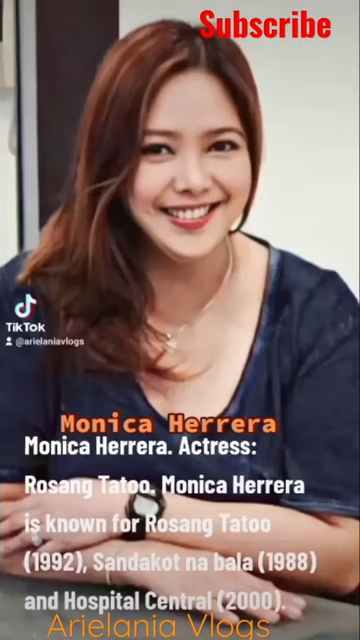 Subscribe
TikTok
@arielaniavlogs
Monica Herrera
Monica Herrera. Actress:
Rosang Tatoo. Monica Herrera
is known for Rosang Tatoo
(1992), Sandakot na bala (1988)
and Hospital Central (2000).
Arielania Vlogs